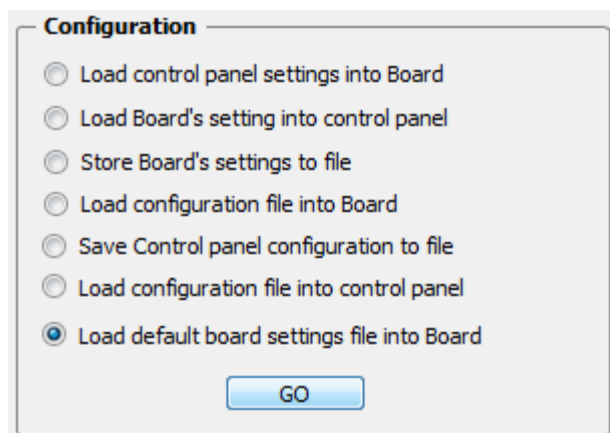 Configuration
Load control panel settings into Board
Load Board's setting into control panel
Store Board's settings to file
Load configuration file into Board
Save Control panel configuration to file
Load configuration file into control panel
Load default board settings file into Board
GO